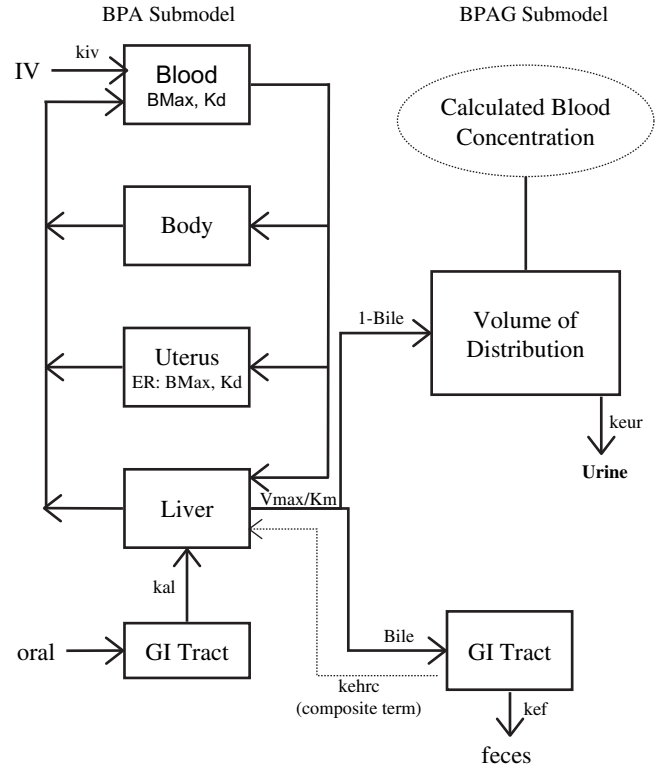 BPA Submodel
BPAG Submodel
kiv
IV
Blood
BMax, Kd
Calculated Blood
Concentration
Body
1-Bile
Volume of
Distribution
Uterus
ER: BMax, Kd
keur
Urine
Vmax/Km
Liver
kal
Bile
oral
GI Tract
GI Tract
kehrc
(composite term)
kef
feces